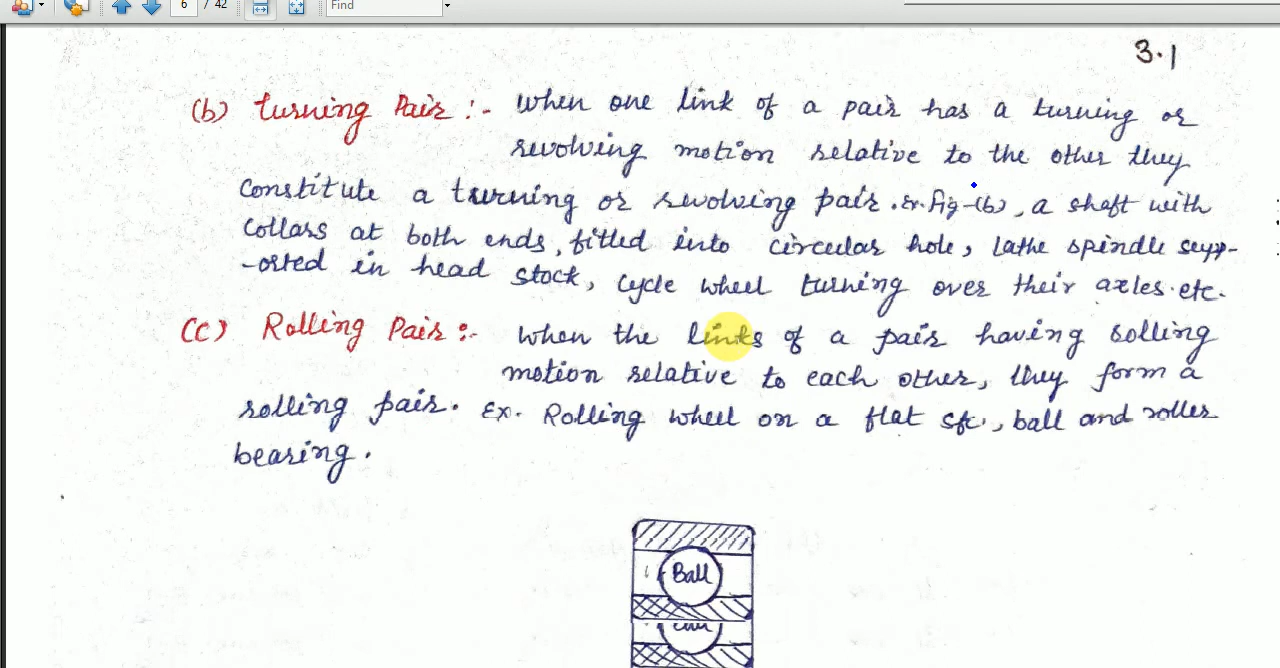 6 / 42
Find
3.1
(b) Turning Pair :- When one link of a pair has a turning or
revolving motion relative to the other they
constitute a turning or revolving pair. Ex. fig-(b), a shaft with
collars at both ends, fitted into circular hole, lathe spindle supp-
-orted in head stock, cycle wheel turning over their axles. etc.
(c) Rolling Pair :- When the links of a pair having rolling
motion relative to each other, they form a
rolling pair. Ex. Rolling wheel on a flat sfc., ball and roller
bearing.
Ball